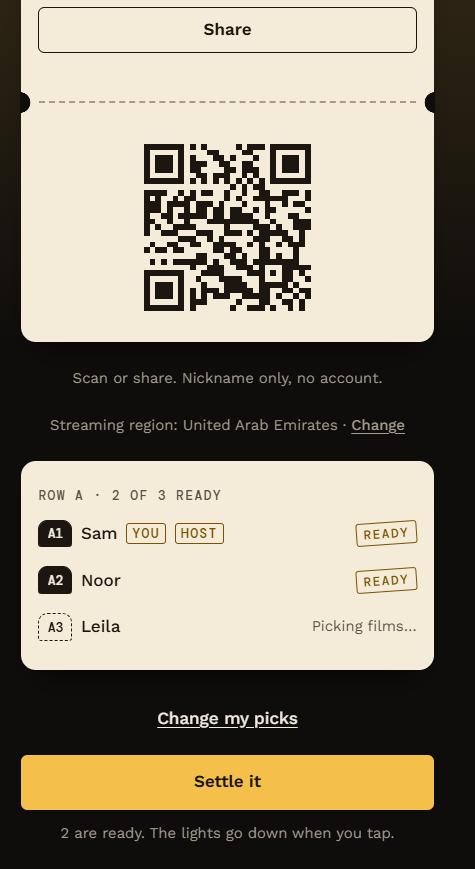 Share
Scan or share. Nickname only, no account.
Streaming region: United Arab Emirates · Change
ROW A · 2 OF 3 READY
A1 Sam YOU HOST READY
A2 Noor READY
A3 Leila Picking films...
Change my picks
Settle it
2 are ready. The lights go down when you tap.